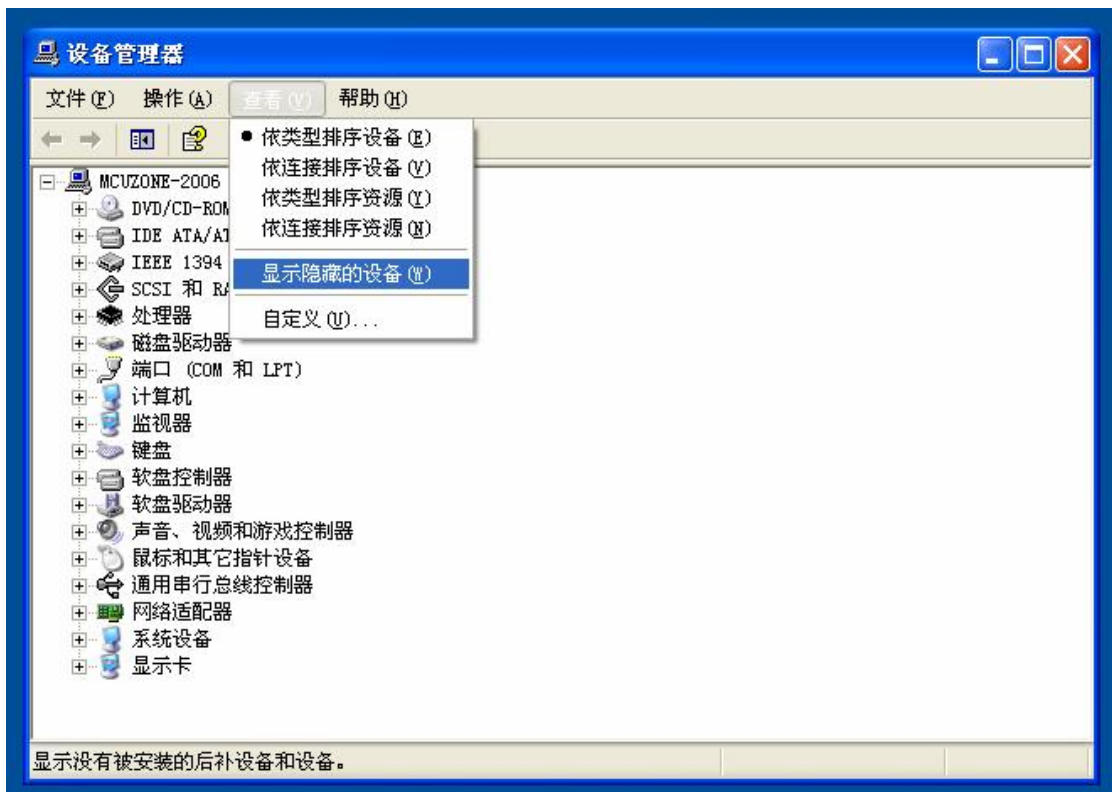 设备管理器
文件(F) 操作(A) 查看(V) 帮助(H)
依类型排序设备(E)
依连接排序设备(V)
依类型排序资源(Y)
依连接排序资源(N)
显示隐藏的设备(W)
自定义(U)...
MCUZONE-2006
DVD/CD-ROM
IDE ATA/AT
IEEE 1394
SCSI 和 RA
处理器
磁盘驱动器
端口 (COM 和 LPT)
计算机
监视器
键盘
软盘控制器
软盘驱动器
声音、视频和游戏控制器
鼠标和其它指针设备
通用串行总线控制器
网络适配器
系统设备
显示卡
显示没有被安装的后补设备和设备。